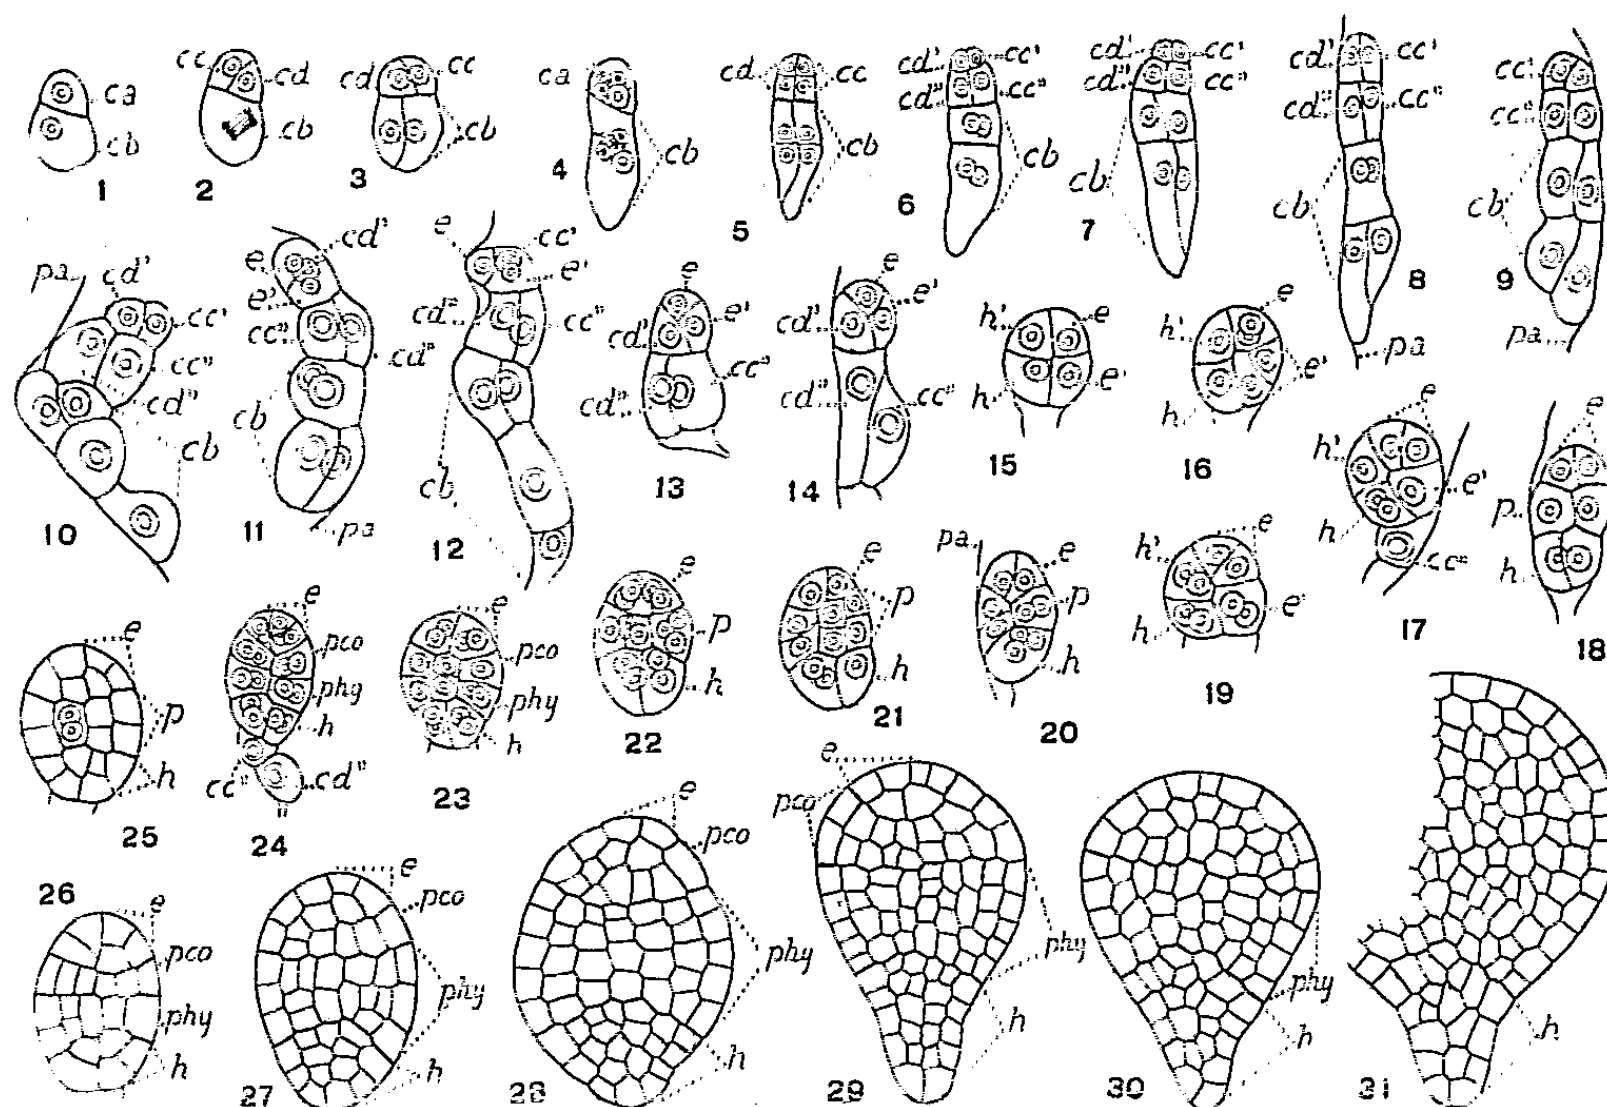 ca
cb
1
cc
cd
cb
2
cd
cc
cb
3
ca
cb
4
cd
cc
cb
5
cd'
cc'
cd"
cc"
cb
6
cd'
cc'
cd"
cc"
cb
7
cd'
cc'
cd"
cc"
cb
pa
8
cc'
cc"
cb
pa
9
pa
cd'
cc'
cc"
cd"
cb
10
e
cd'
e'
cc"
cd"
cb
pa
11
e
cc'
e'
cd"
cc"
cb
12
e
e'
cd'
cc"
cd"
13
e
e'
cd'
cd"
cc"
14
h'
e
h
e'
15
e
h'
e'
h
16
e
h'
e'
h
cc"
17
e
p
h
18
e
h'
h
e'
19
pa
e
p
h
20
e
p
h
21
e
p
h
22
e
pco
phy
h
23
e
pco
phy
h
cc"
cd"
24
e
p
h
25
26
e
pco
phy
h
e
pco
phy
h
27
e
pco
phy
h
28
e
pco
phy
h
29
phy
h
30
h
31